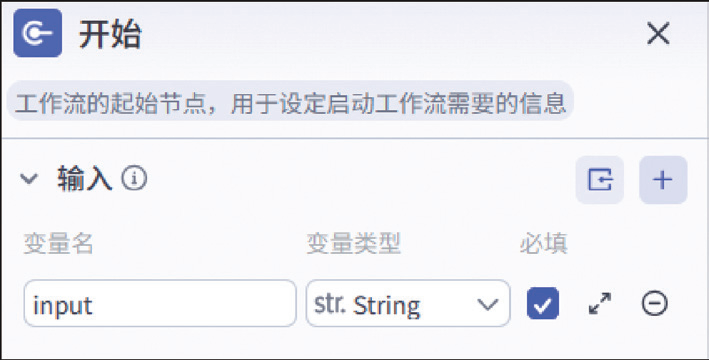 开始
工作流的起始节点，用于设定启动工作流需要的信息
输入
变量名 变量类型 必填
input str. String